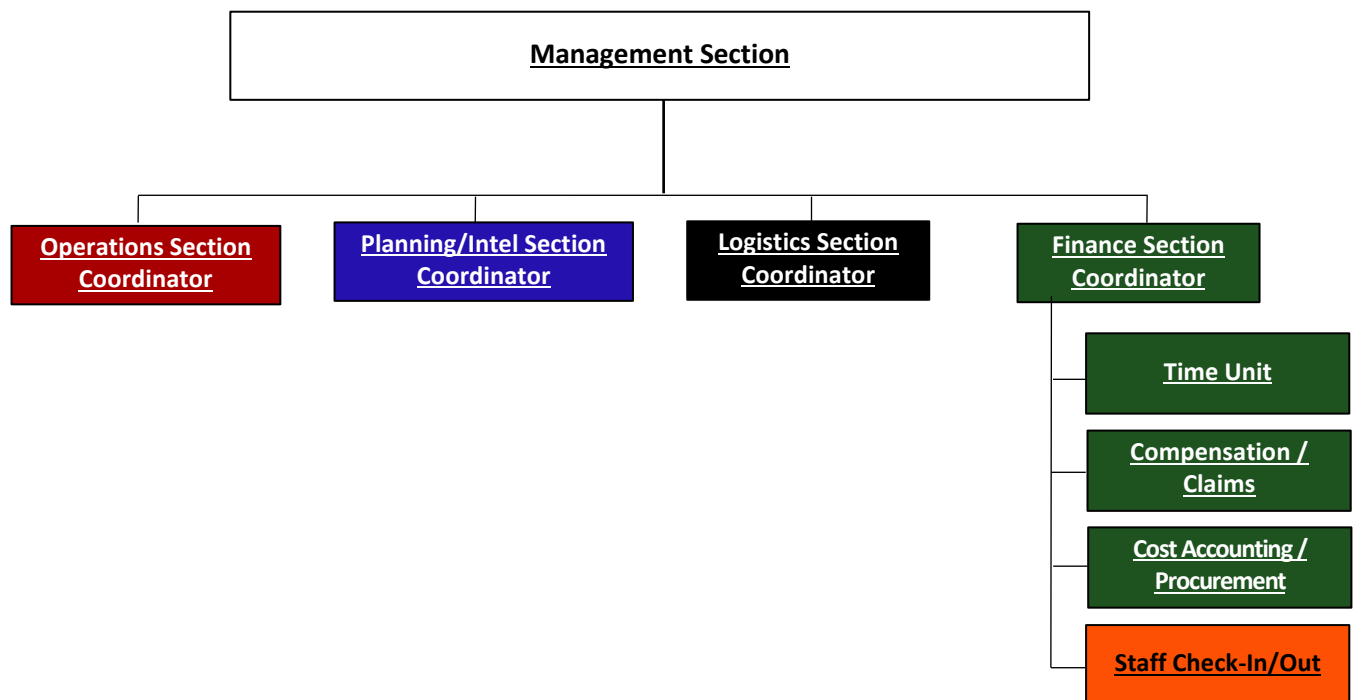 Management Section
Operations Section
Coordinator
Planning/Intel Section
Coordinator
Logistics Section
Coordinator
Finance Section
Coordinator
Time Unit
Compensation /
Claims
Cost Accounting /
Procurement
Staff Check-In/Out